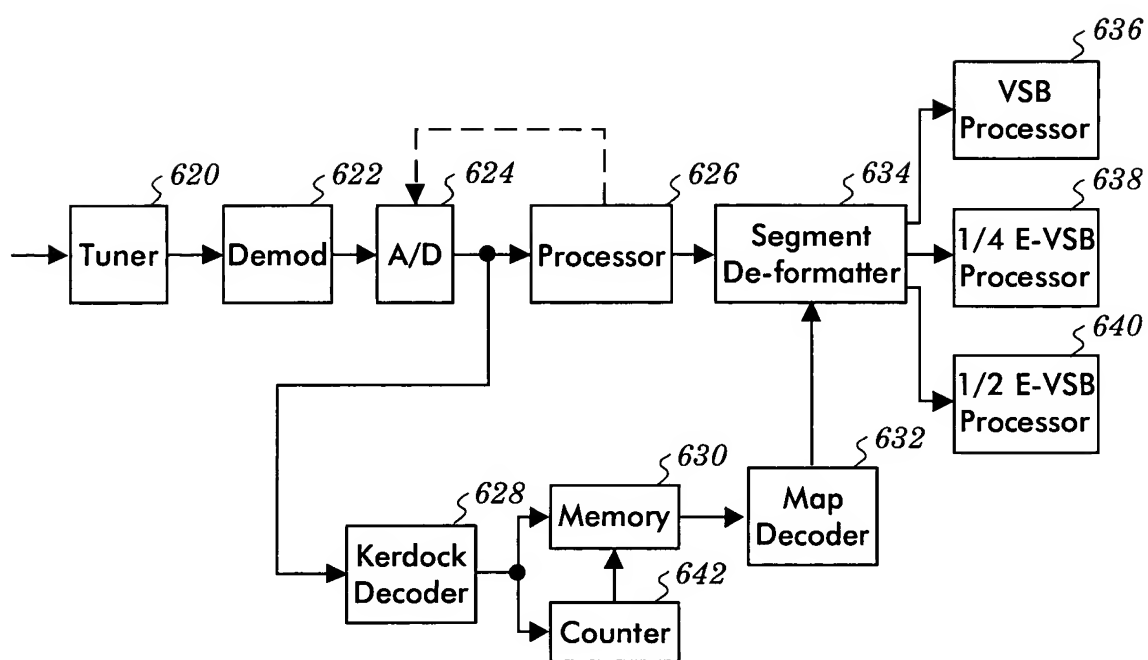 636
VSB
Processor
620
622
624
626
634
638
Tuner
Demod
A/D
Processor
Segment
De-formatter
1/4 E-VSB
Processor
640
1/2 E-VSB
Processor
628
630
632
Kerdock
Decoder
Memory
Map
Decoder
642
Counter